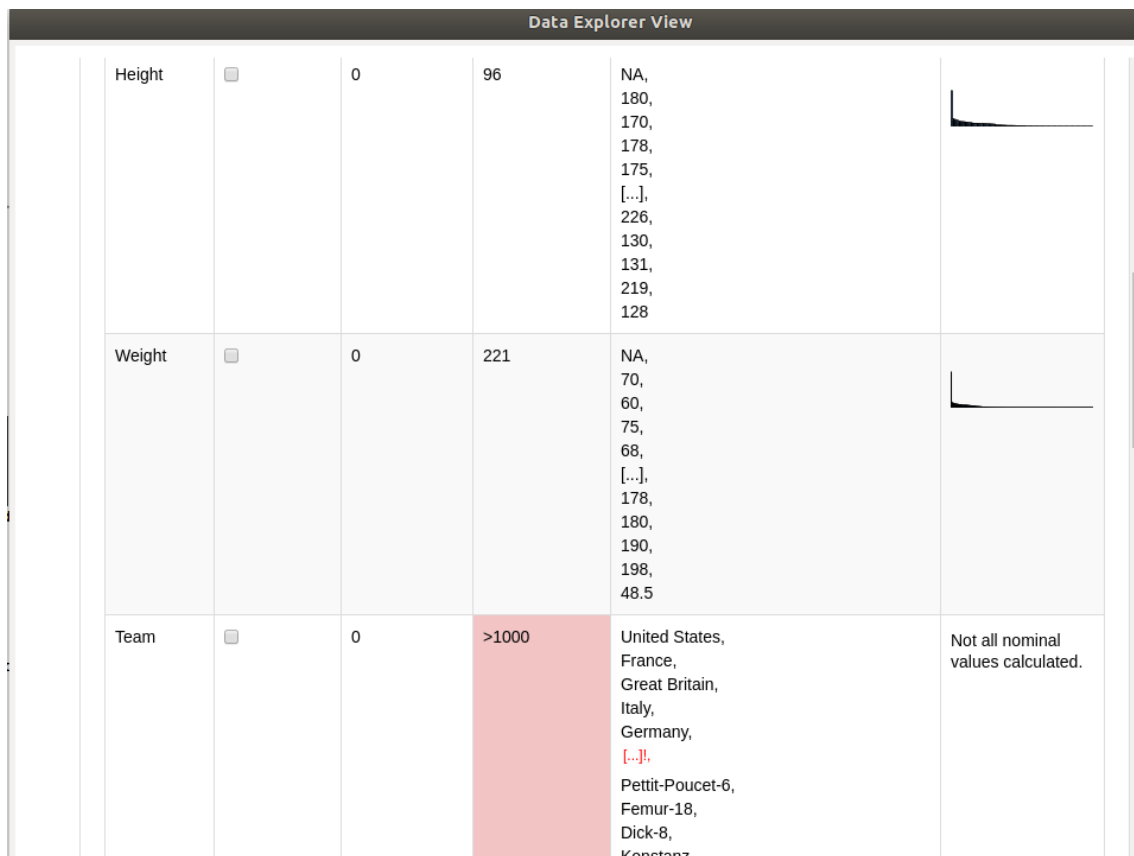 Data Explorer View
Height 0 96 NA,
180,
170,
178,
175,
[...],
226,
130,
131,
219,
128
Weight 0 221 NA,
70,
60,
75,
68,
[...],
178,
180,
190,
198,
48.5
Team 0 >1000 United States, Not all nominal
France, values calculated.
Great Britain,
Italy,
Germany,
[...]!,
Pettit-Poucet-6,
Femur-18,
Dick-8,